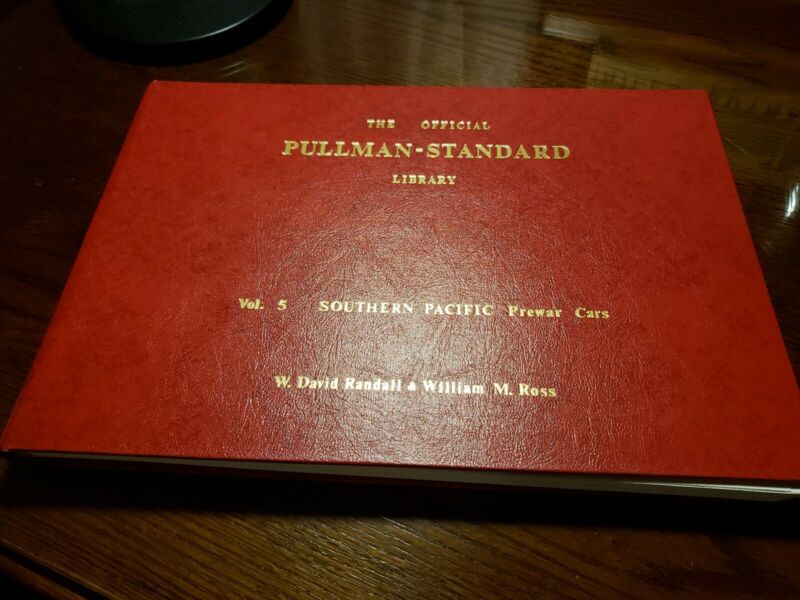 THE OFFICIAL
PULLMAN-STANDARD
LIBRARY
Vol. 5 SOUTHERN PACIFIC Prewar Cars
W. David Randall & William M. Ross